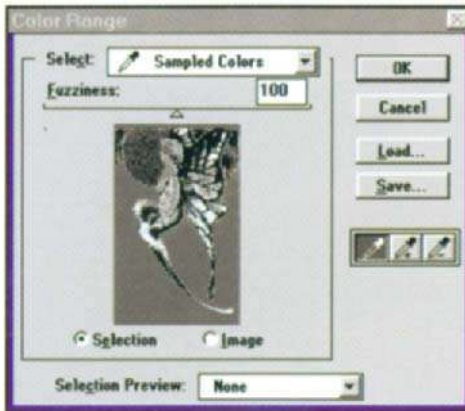 Color Range
Select: Sampled Colors
Fuzziness: 100
OK
Cancel
Load...
Save...
Selection
Image
Selection Preview: None